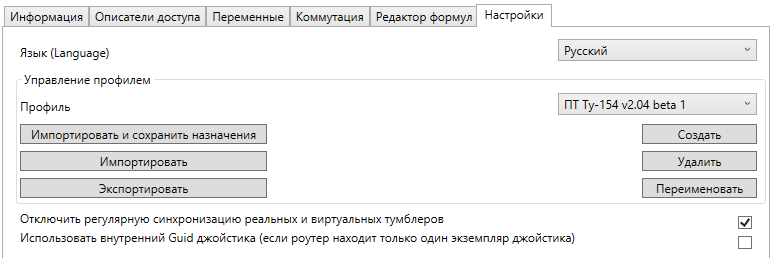 Информация Описатели доступа Переменные Коммутация Редактор формул Настройки
Язык (Language) Русский
Управление профилем
Профиль ПТ Ту-154 v2.04 beta 1
Импортировать и сохранить назначения Создать
Импортировать Удалить
Экспортировать Переименовать
Отключить регулярную синхронизацию реальных и виртуальных тумблеров
Использовать внутренний Guid джойстика (если роутер находит только один экземпляр джойстика)